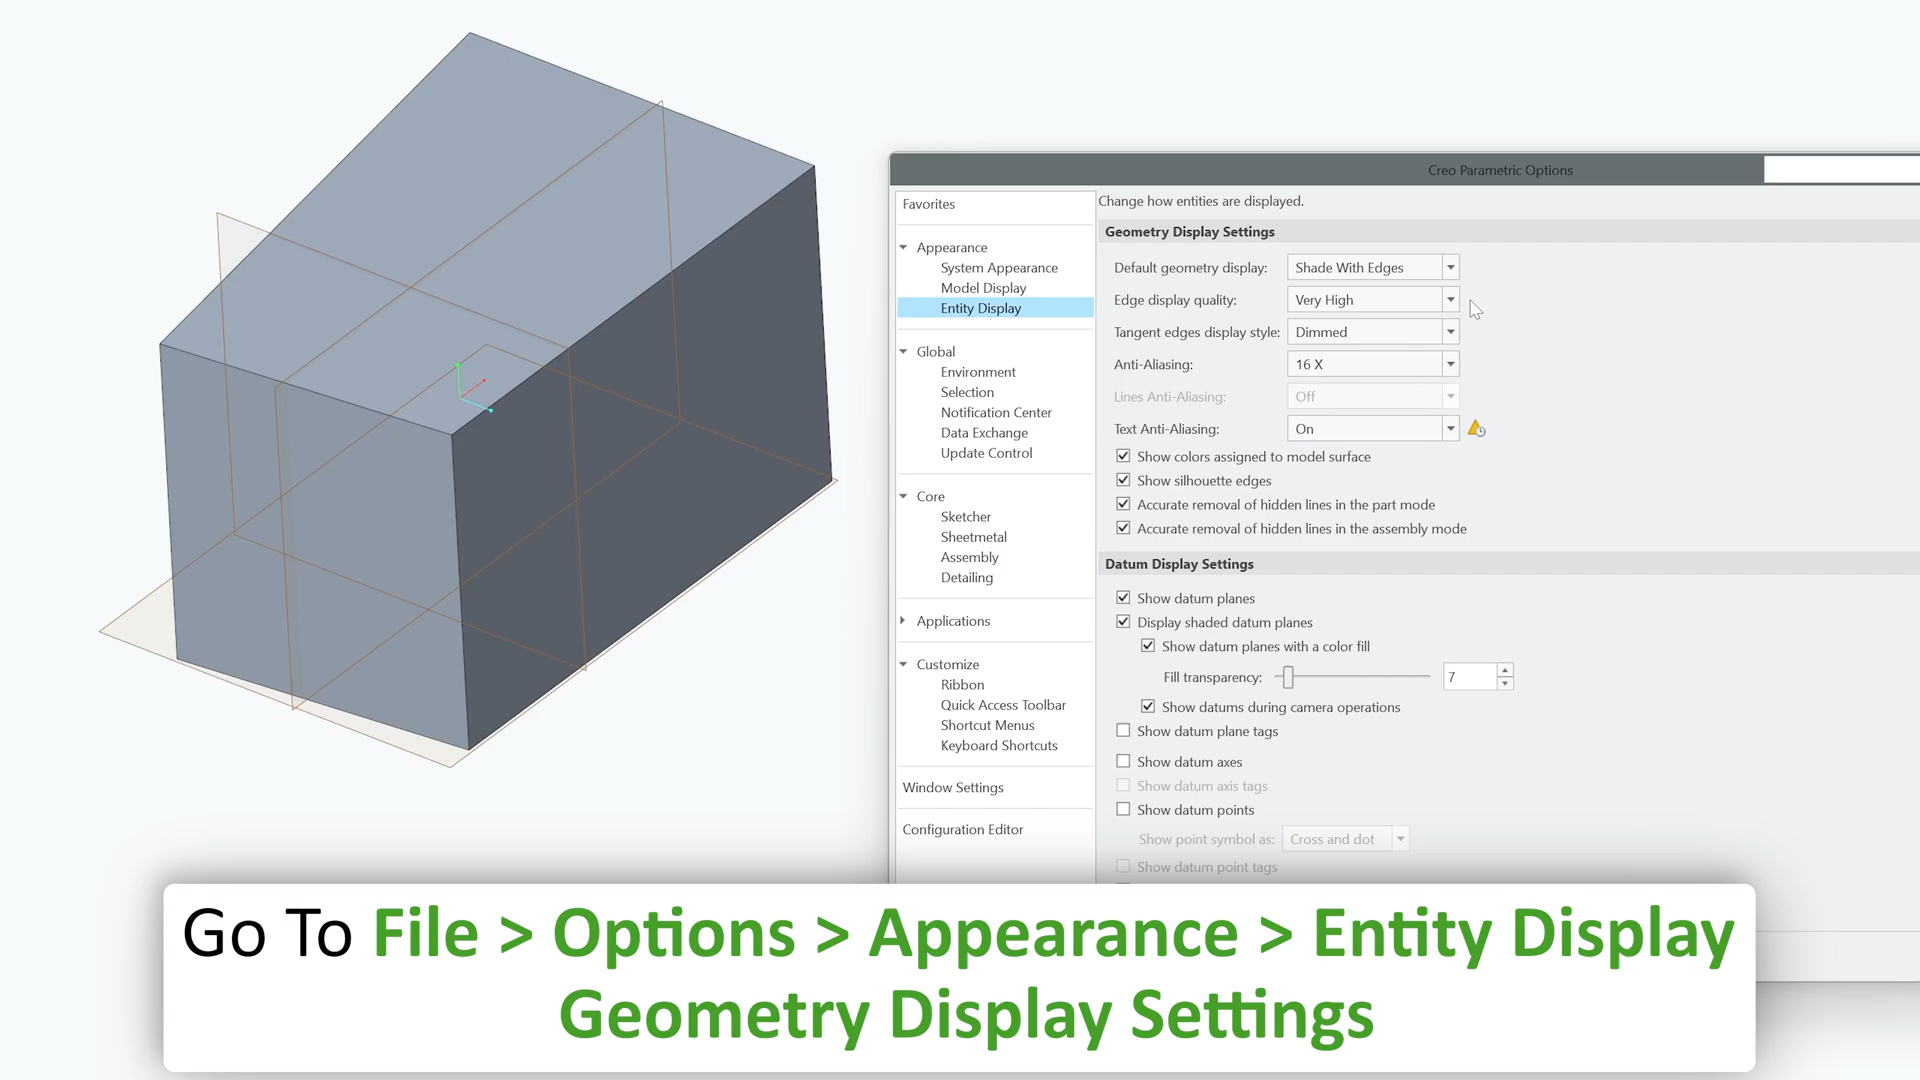 Creo Parametric Options
Favorites
Appearance
System Appearance
Model Display
Entity Display
Global
Environment
Selection
Notification Center
Data Exchange
Update Control
Core
Sketcher
Sheetmetal
Assembly
Detailing
Applications
Customize
Ribbon
Quick Access Toolbar
Shortcut Menus
Keyboard Shortcuts
Window Settings
Configuration Editor
Change how entities are displayed.
Geometry Display Settings
Default geometry display: Shade With Edges
Edge display quality: Very High
Tangent edges display style: Dimmed
Anti-Aliasing: 16 X
Lines Anti-Aliasing: Off
Text Anti-Aliasing: On
Show colors assigned to model surface
Show silhouette edges
Accurate removal of hidden lines in the part mode
Accurate removal of hidden lines in the assembly mode
Datum Display Settings
Show datum planes
Display shaded datum planes
Show datum planes with a color fill
Fill transparency: 7
Show datums during camera operations
Show datum plane tags
Show datum axes
Show datum axis tags
Show datum points
Show point symbol as: Cross and dot
Show datum point tags
Go To File > Options > Appearance > Entity Display
Geometry Display Settings